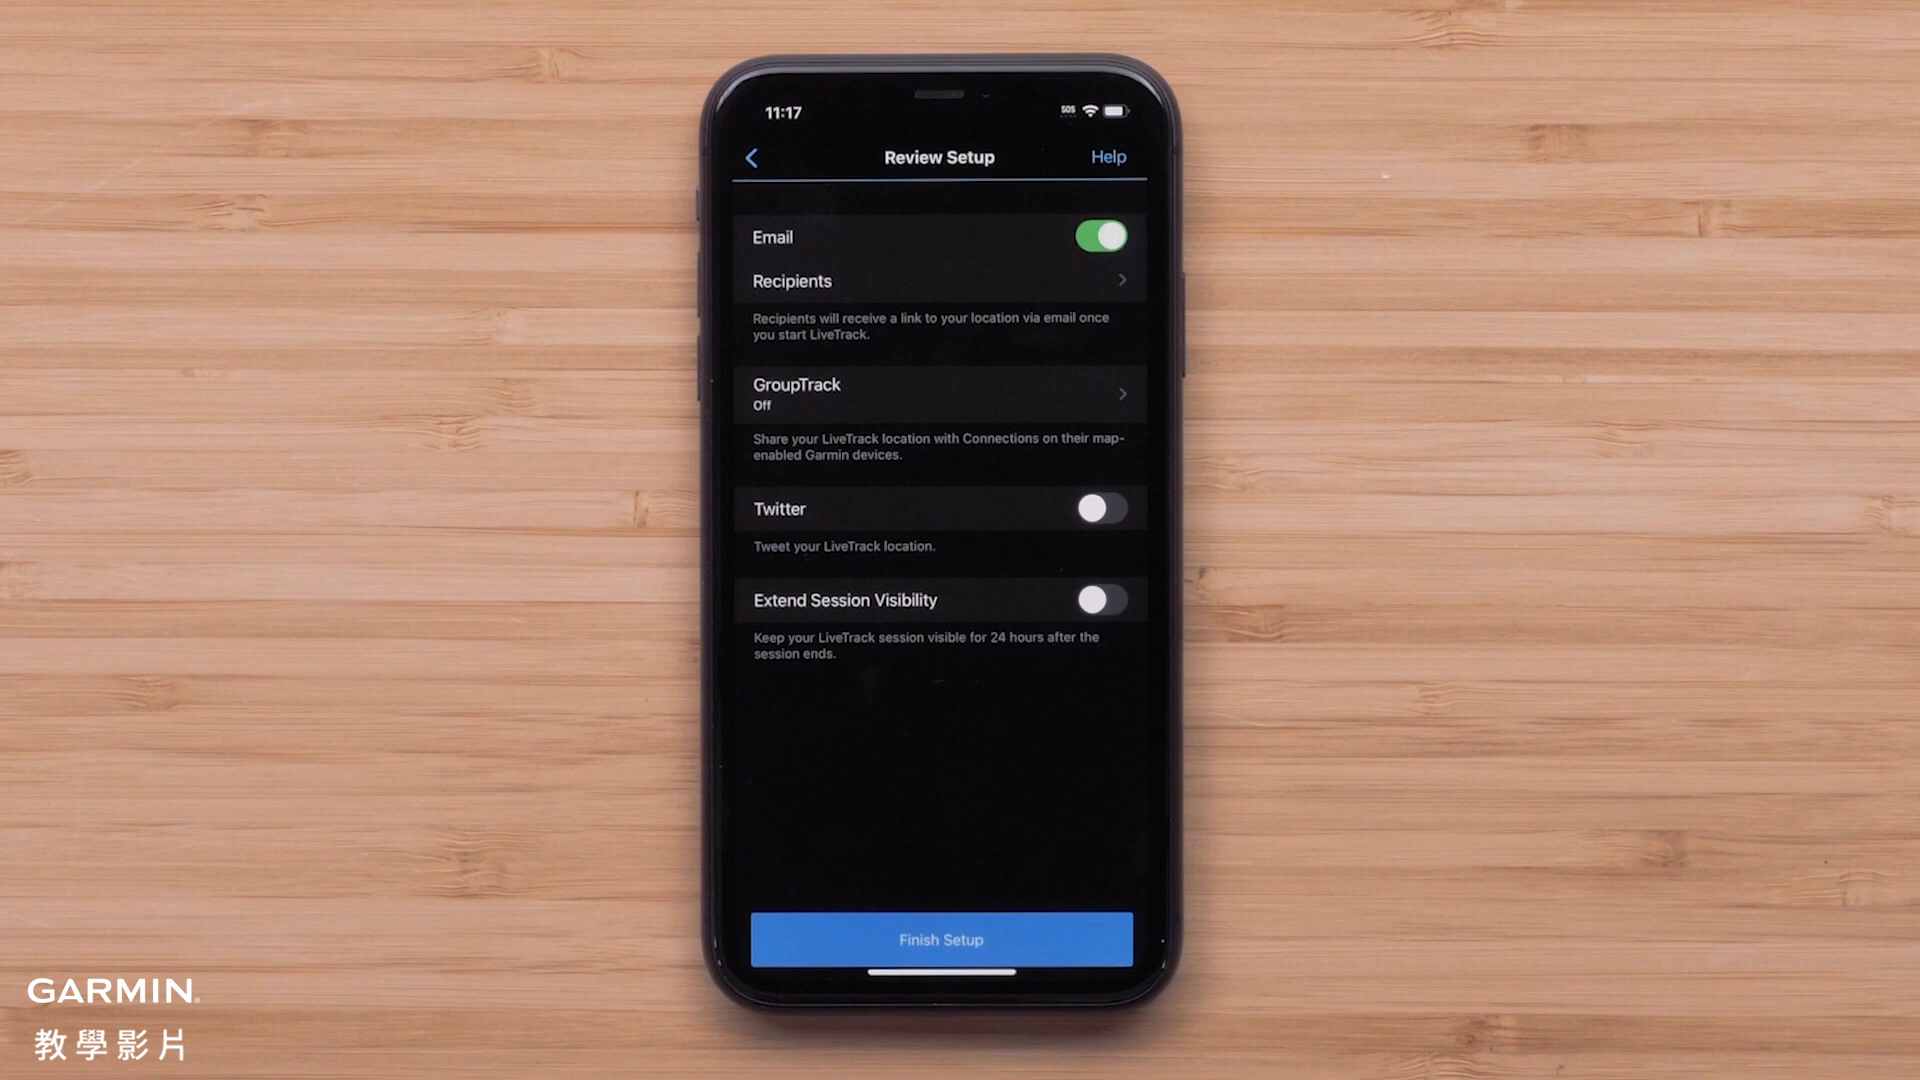 11:17
SOS
Review Setup
Help
Email
Recipients
Recipients will receive a link to your location via email once
you start LiveTrack.
GroupTrack
Off
Share your LiveTrack location with Connections on their map-
enabled Garmin devices.
Twitter
Tweet your LiveTrack location.
Extend Session Visibility
Keep your LiveTrack session visible for 24 hours after the
session ends.
Finish Setup
GARMIN®
教學影片